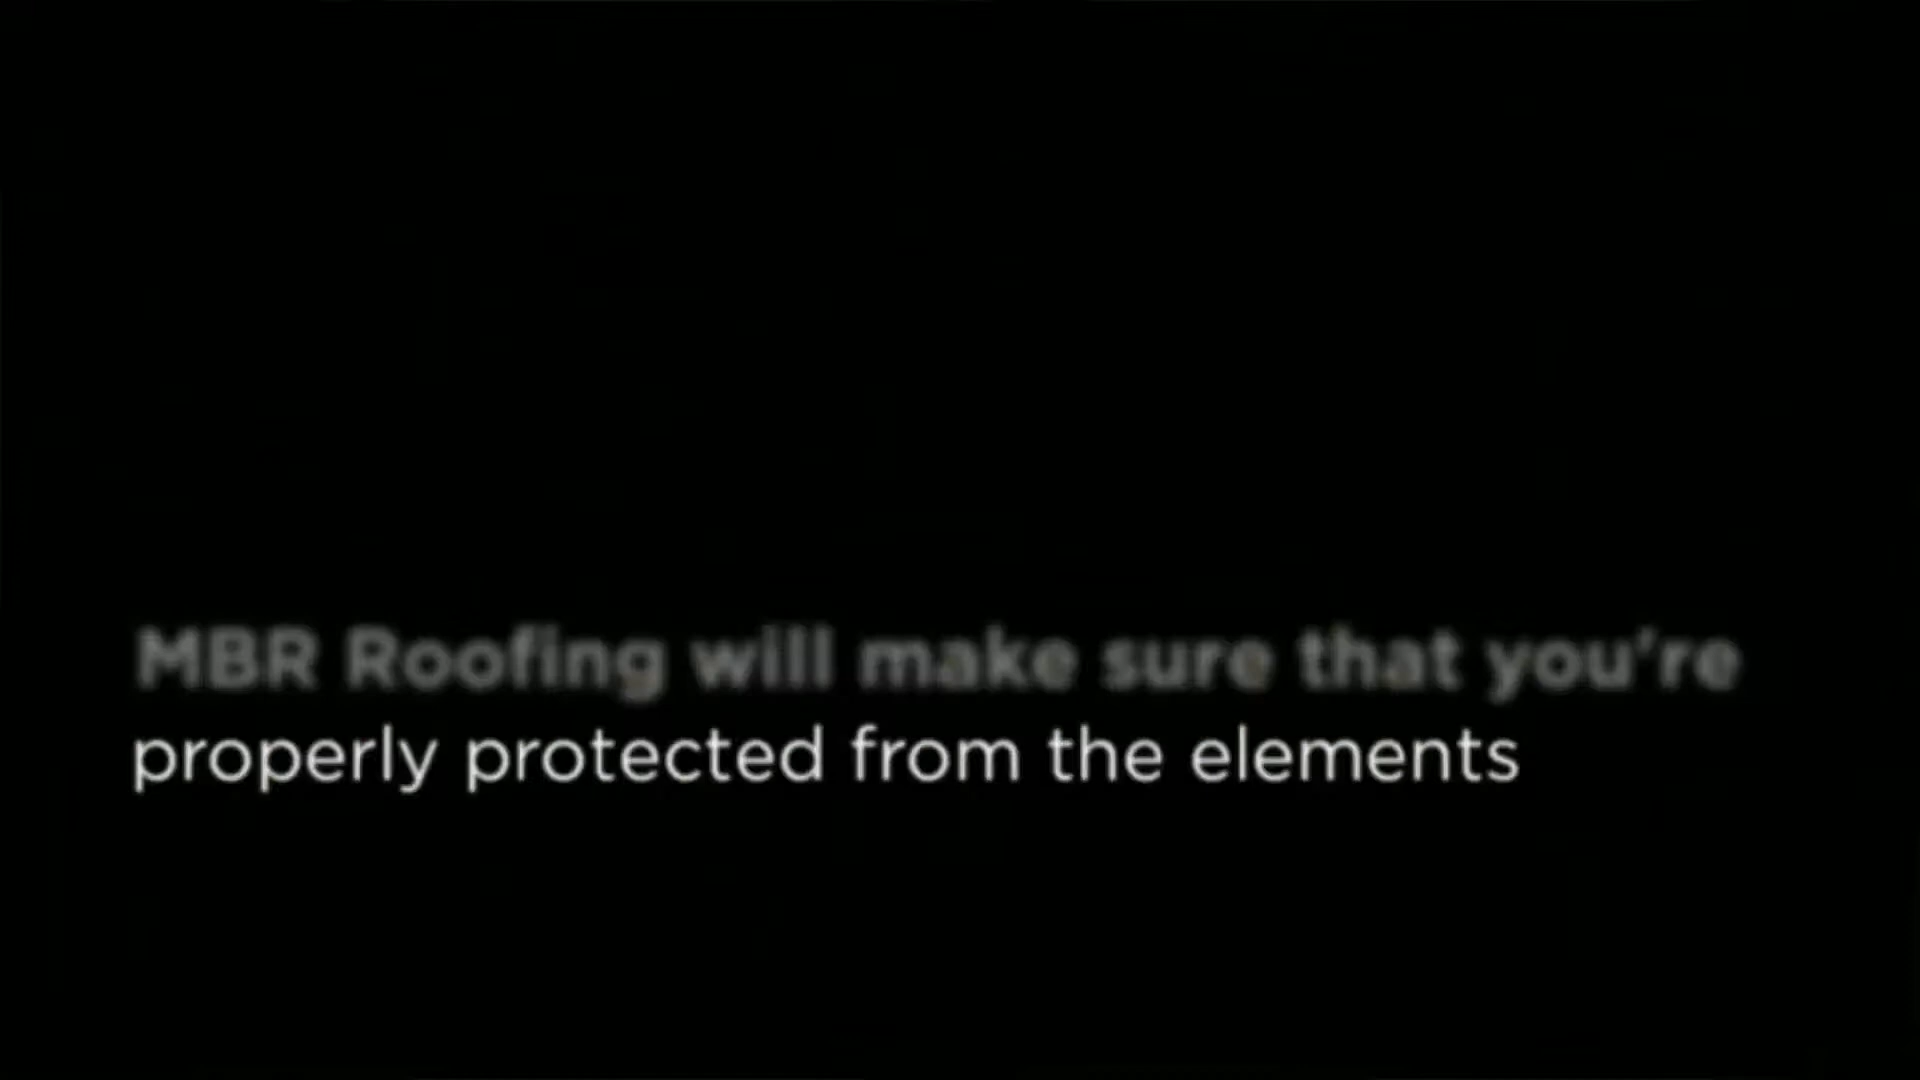 MBR Roofing will make sure that you're
properly protected from the elements